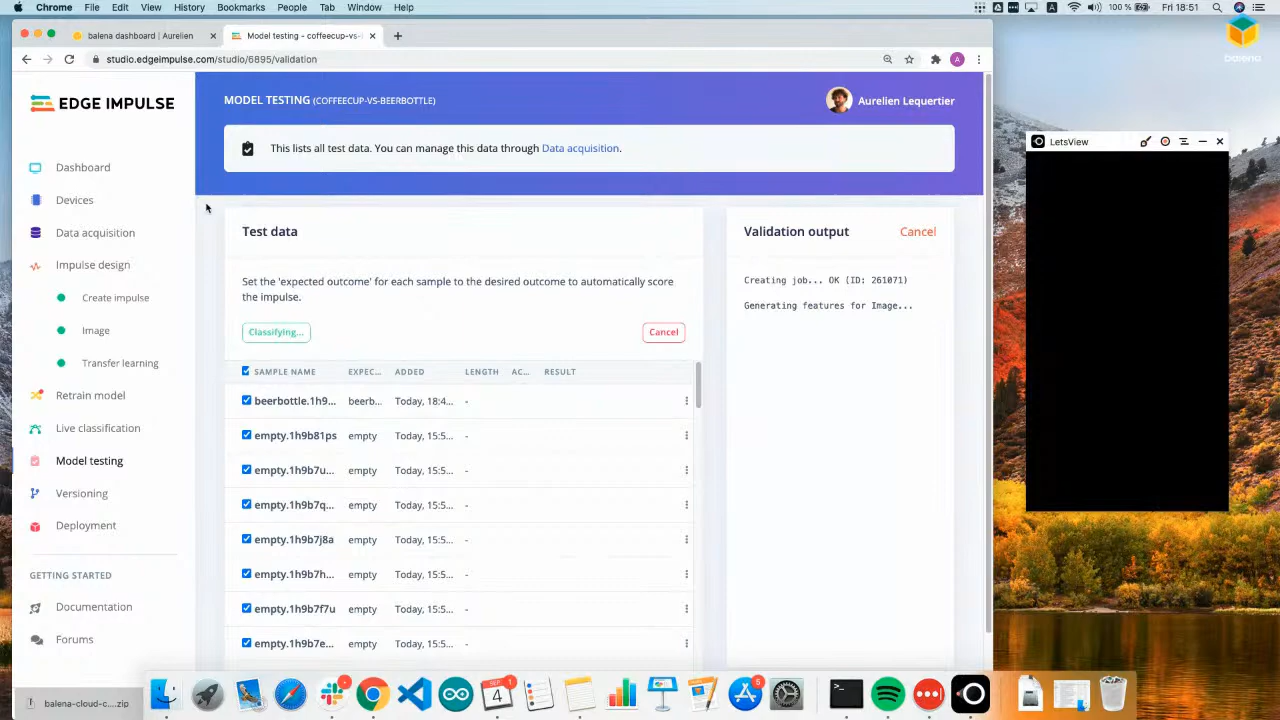 Chrome File Edit View History Bookmarks People Tab Window Help
100 % Fri 18:51
balena dashboard | Aurelien
Model testing - coffeecup-vs-
studio.edgeimpulse.com/studio/6895/validation
A
EDGE IMPULSE
Dashboard
Devices
Data acquisition
Impulse design
Create impulse
Image
Transfer learning
Retrain model
Live classification
Model testing
Versioning
Deployment
GETTING STARTED
Documentation
Forums
MODEL TESTING (COFFEECUP-VS-BEERBOTTLE)
Aurelien Lequertier
This lists all test data. You can manage this data through Data acquisition.
Test data
Set the 'expected outcome' for each sample to the desired outcome to automatically score
the impulse.
Classifying...
Cancel
SAMPLE NAME EXPEC... ADDED LENGTH AC... RESULT
beerbottle.1h9... beerb... Today, 18:4... -
empty.1h9b81ps empty Today, 15:5... -
empty.1h9b7u... empty Today, 15:5... -
empty.1h9b7q... empty Today, 15:5... -
empty.1h9b7j8a empty Today, 15:5... -
empty.1h9b7h... empty Today, 15:5... -
empty.1h9b7f7u empty Today, 15:5... -
empty.1h9b7e... empty Today, 15:5... -
Validation output
Cancel
Creating job... OK (ID: 261071)
Generating features for Image...
LetsView
balena
balena-cloud-c....zip
SEP
4
1
5